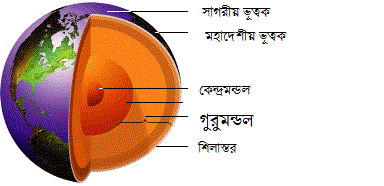 সাগরীয় ভূত্বক
মহাদেশীয় ভূত্বক
কেন্দ্রমন্ডল
গুরুমন্ডল
শিলাস্তর